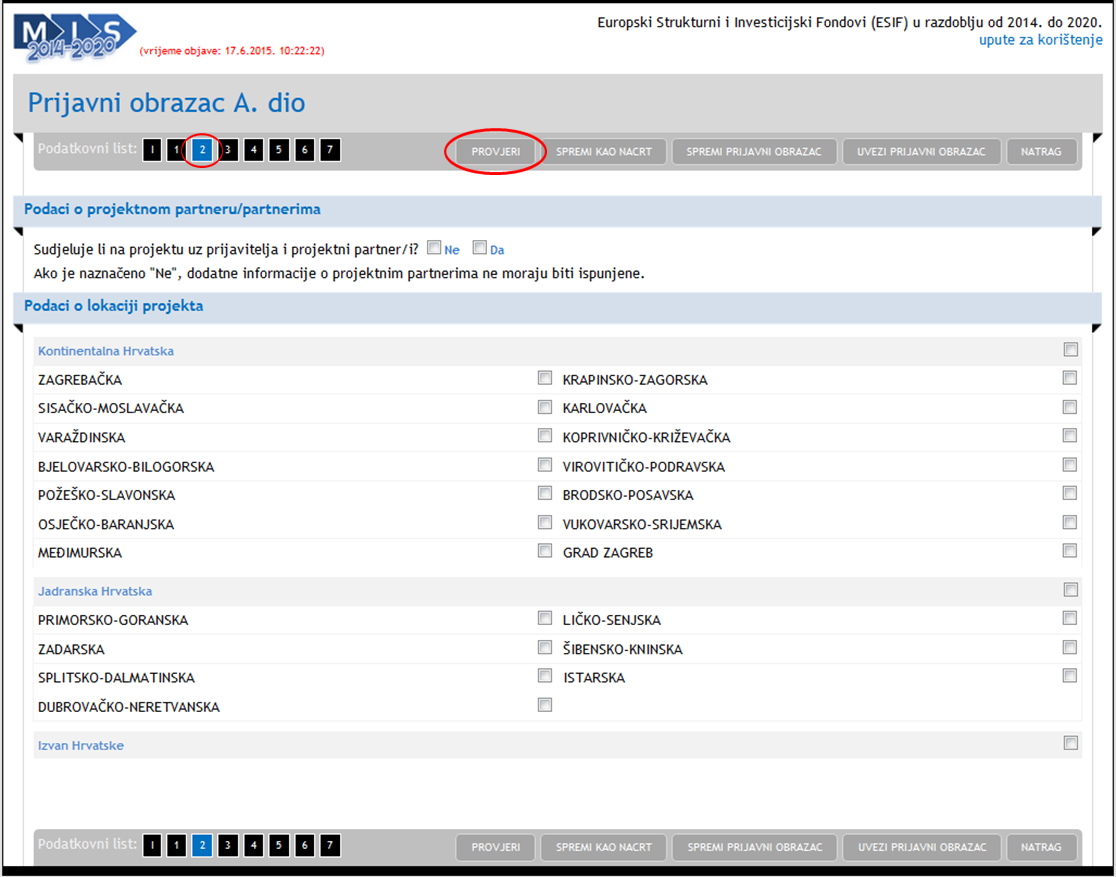 MIS
2014-2020
(vrijeme objave: 17.6.2015. 10:22:22)
Europski Strukturni i Investicijski Fondovi (ESIF) u razdoblju od 2014. do 2020.
upute za korištenje
Prijavni obrazac A. dio
Podatkovni list: I 1 2 3 4 5 6 7 PROVJERI SPREMI KAO NACRT SPREMI PRIJAVNI OBRAZAC UVEZI PRIJAVNI OBRAZAC NATRAG
Podaci o projektnom partneru/partnerima
Sudjeluje li na projektu uz prijavitelja i projektni partner/i? Ne Da
Ako je naznačeno "Ne", dodatne informacije o projektnim partnerima ne moraju biti ispunjene.
Podaci o lokaciji projekta
Kontinentalna Hrvatska
ZAGREBAČKA KRAPINSKO-ZAGORSKA
SISAČKO-MOSLAVAČKA KARLOVAČKA
VARAŽDINSKA KOPRIVNIČKO-KRIŽEVAČKA
BJELOVARSKO-BILOGORSKA VIROVITIČKO-PODRAVSKA
POŽEŠKO-SLAVONSKA BRODSKO-POSAVSKA
OSJEČKO-BARANJSKA VUKOVARSKO-SRIJEMSKA
MEĐIMURSKA GRAD ZAGREB
Jadranska Hrvatska
PRIMORSKO-GORANSKA LIČKO-SENJSKA
ZADARSKA ŠIBENSKO-KNINSKA
SPLITSKO-DALMATINSKA ISTARSKA
DUBROVAČKO-NERETVANSKA
Izvan Hrvatske
Podatkovni list: I 1 2 3 4 5 6 7 PROVJERI SPREMI KAO NACRT SPREMI PRIJAVNI OBRAZAC UVEZI PRIJAVNI OBRAZAC NATRAG